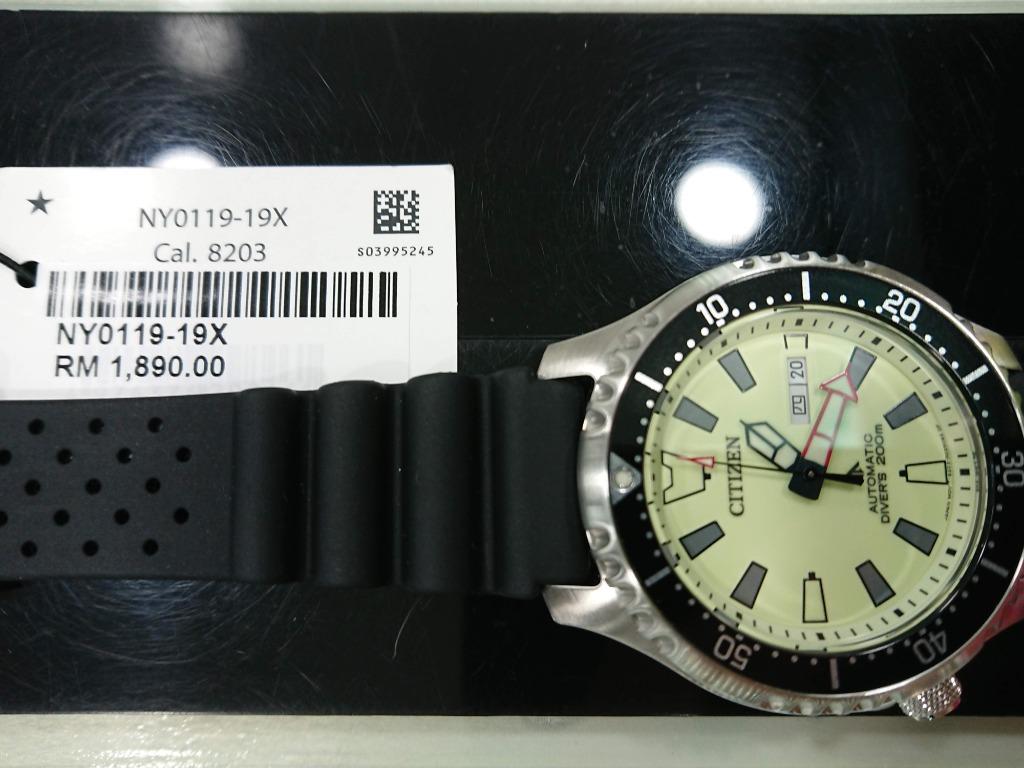 NY0119-19X
Cal. 8203
S03995245
NY0119-19X
RM 1,890.00
10
20
30
40
50
20
CITIZEN
AUTOMATIC
DIVER'S 200m